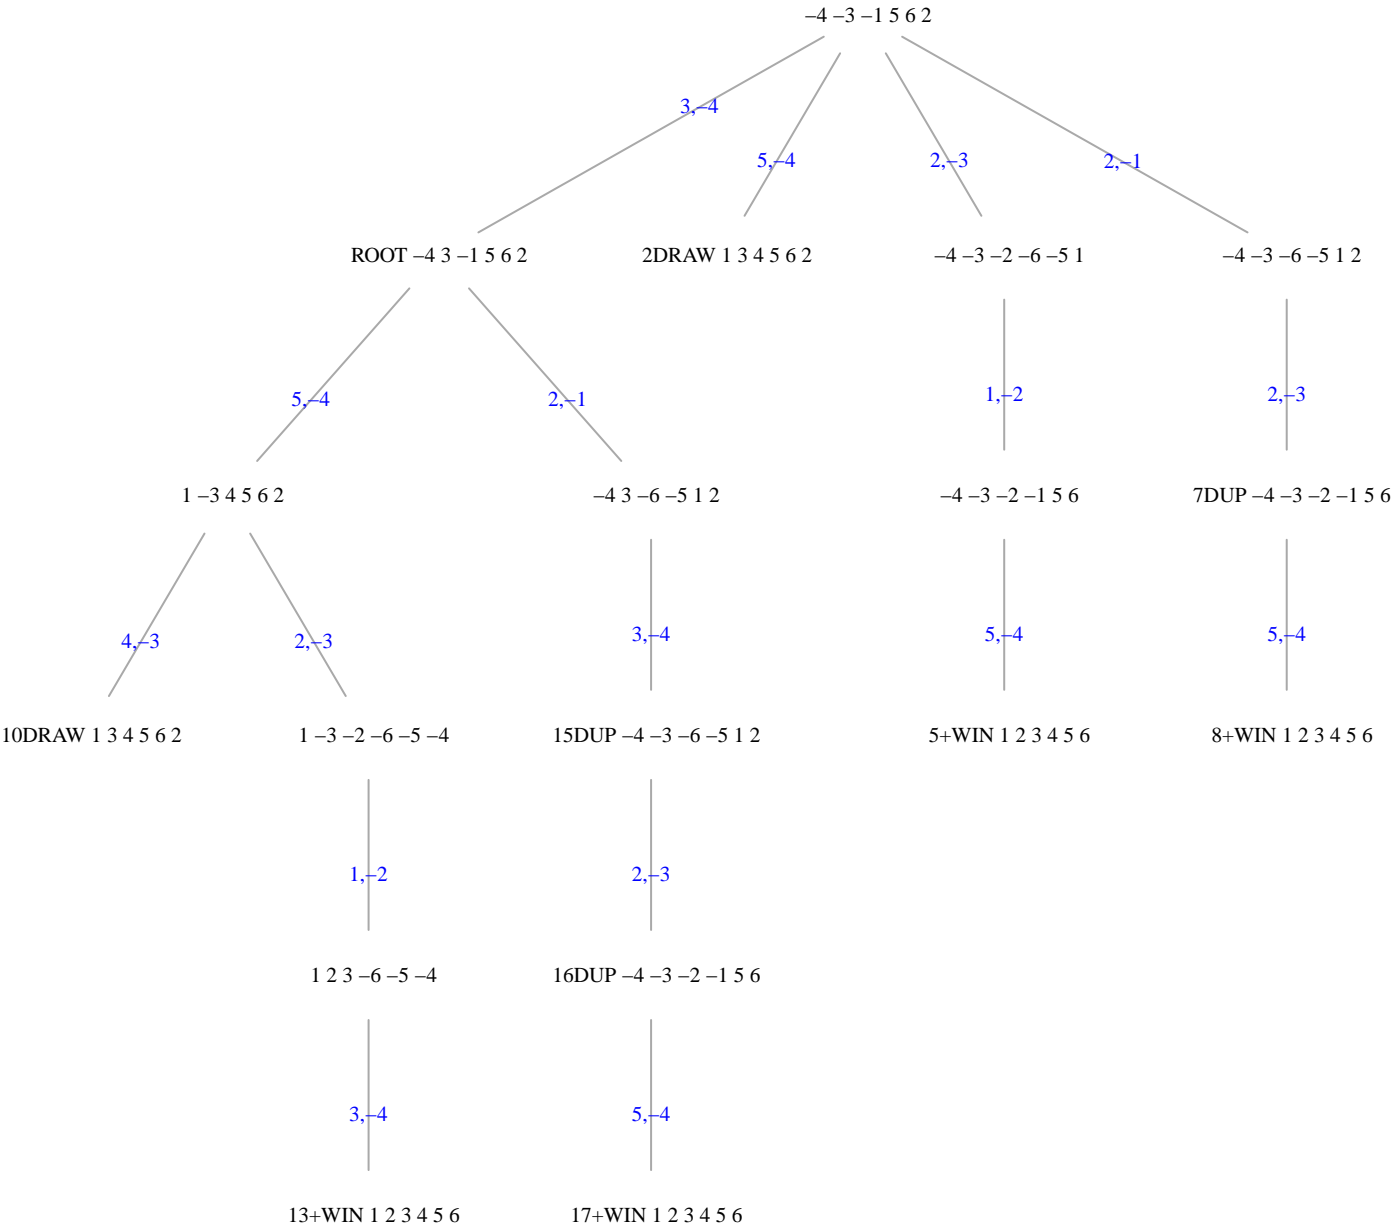 −4 −3 −1 5 6 2
3,−4
5,−4
2,−3
2,−1
ROOT −4 3 −1 5 6 2
2DRAW 1 3 4 5 6 2
−4 −3 −2 −6 −5 1
−4 −3 −6 −5 1 2
5,−4
2,−1
1,−2
2,−3
1 −3 4 5 6 2
−4 3 −6 −5 1 2
−4 −3 −2 −1 5 6
7DUP −4 −3 −2 −1 5 6
4,−3
2,−3
3,−4
5,−4
5,−4
10DRAW 1 3 4 5 6 2
1 −3 −2 −6 −5 −4
15DUP −4 −3 −6 −5 1 2
5+WIN 1 2 3 4 5 6
8+WIN 1 2 3 4 5 6
1,−2
2,−3
1 2 3 −6 −5 −4
16DUP −4 −3 −2 −1 5 6
3,−4
5,−4
13+WIN 1 2 3 4 5 6
17+WIN 1 2 3 4 5 6